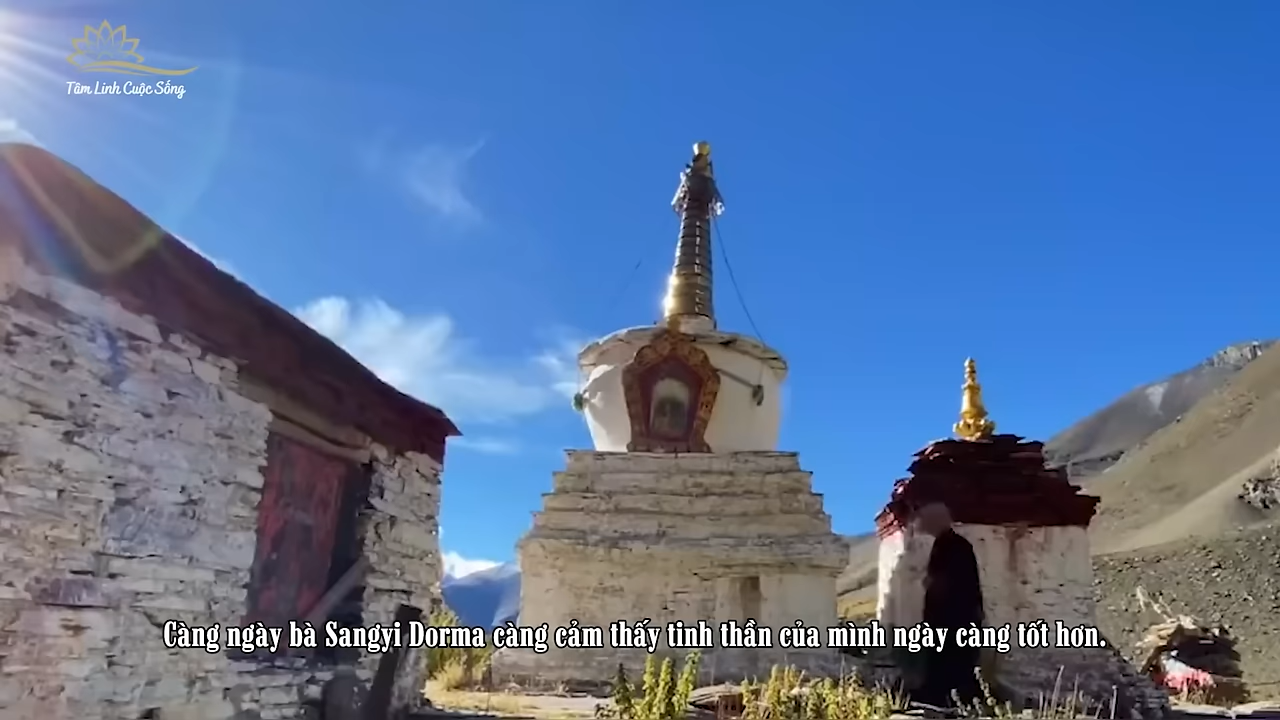 Tâm Linh Cuộc Sống
Càng ngày bà Sangyi Dorma càng cảm thấy tinh thần của mình ngày càng tốt hơn.